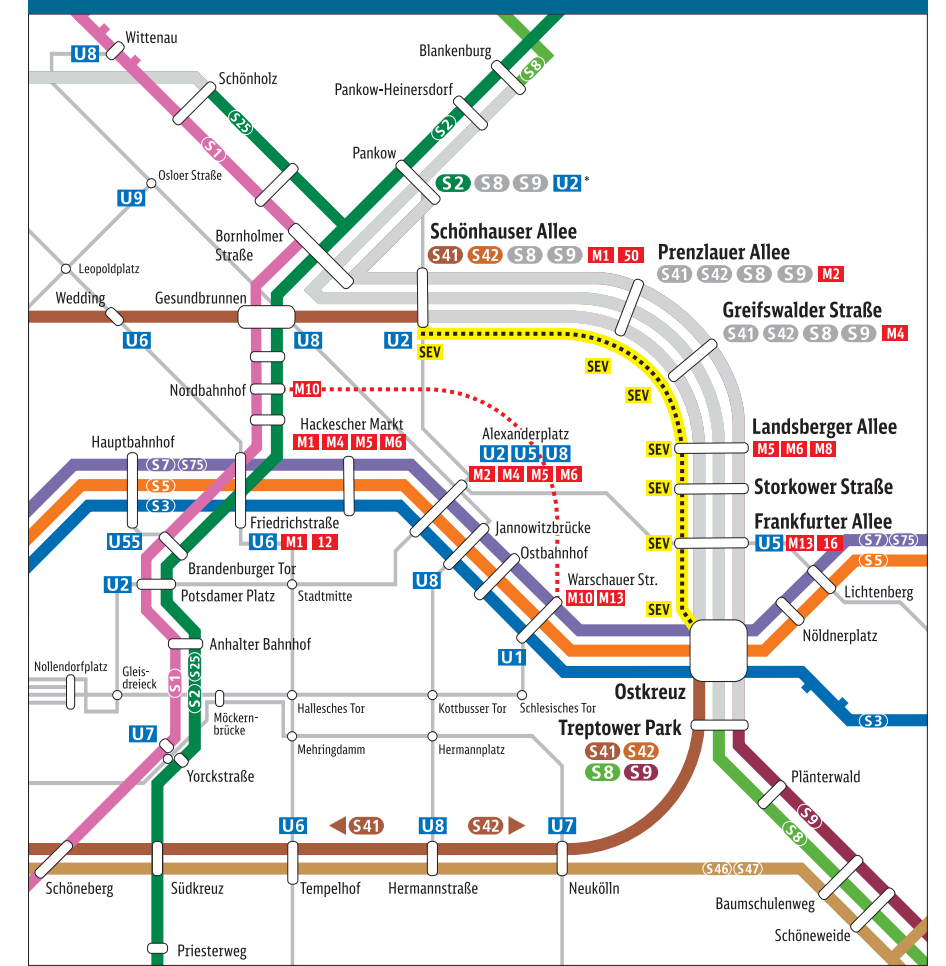 Wittenau
U8
Schönholz
S25
S1
Blankenburg
S8
Pankow-Heinersdorf
S2
Pankow
S2 S8 S9 U2 *
Osloer Straße
U9
Bornholmer
Straße
Schönhauser Allee
S41 S42 S8 S9 M1 50
Prenzlauer Allee
S41 S42 S8 S9 M2
Leopoldplatz
Wedding
U6
Gesundbrunnen
U8
U2
SEV
Greifswalder Straße
S41 S42 S8 S9 M4
SEV
SEV
Nordbahnhof
M10
Hackescher Markt
M1 M4 M5 M6
Alexanderplatz
U2 U5 U8
M2 M4 M5 M6
Landsberger Allee
M5 M6 M8
SEV
Hauptbahnhof
S7 S75
S5
S3
SEV
Storkower Straße
Friedrichstraße
U6 M1 12
U55
Jannowitzbrücke
Ostbahnhof
SEV
Frankfurter Allee
U5 M13 16
S7 S75
S5
Brandenburger Tor
U2
Potsdamer Platz
Stadtmitte
U8
Warschauer Str.
M10 M13
SEV
Lichtenberg
Nöldnerplatz
Anhalter Bahnhof
U1
Nollendorfplatz
Gleis-
dreieck
S1
S2 S25
Ostkreuz
S3
Möckern-
brücke
Hallesches Tor
Kottbusser Tor
Schlesisches Tor
U7
Mehringdamm
Hermannplatz
Treptower Park
S41 S42
S8 S9
Yorckstraße
Plänterwald
S9
S8
U6
S41
U8
S42
U7
S46 S47
Schöneberg
Südkreuz
Tempelhof
Hermannstraße
Neukölln
Baumschulenweg
Schöneweide
Priesterweg